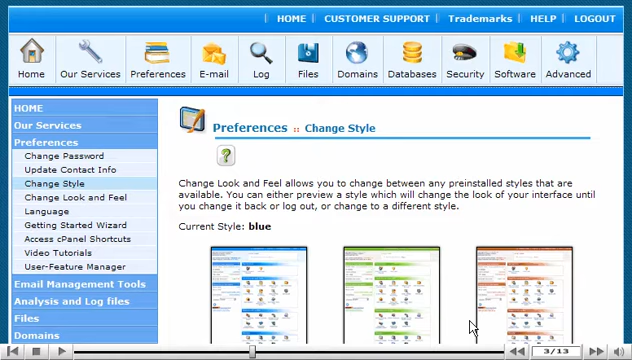 HOME | CUSTOMER SUPPORT | Trademarks | HELP | LOGOUT
Home Our Services Preferences E-mail Log Files Domains Databases Security Software Advanced
HOME
Our Services
Preferences
Change Password
Update Contact Info
Change Style
Change Look and Feel
Language
Getting Started Wizard
Access cPanel Shortcuts
Video Tutorials
User-Feature Manager
Email Management Tools
Analysis and Log files
Files
Domains
Preferences :: Change Style
?
Change Look and Feel allows you to change between any preinstalled styles that are
available. You can either preview a style which will change the look of your interface until
you change it back or log out, or change to a different style.
Current Style: blue
3/13